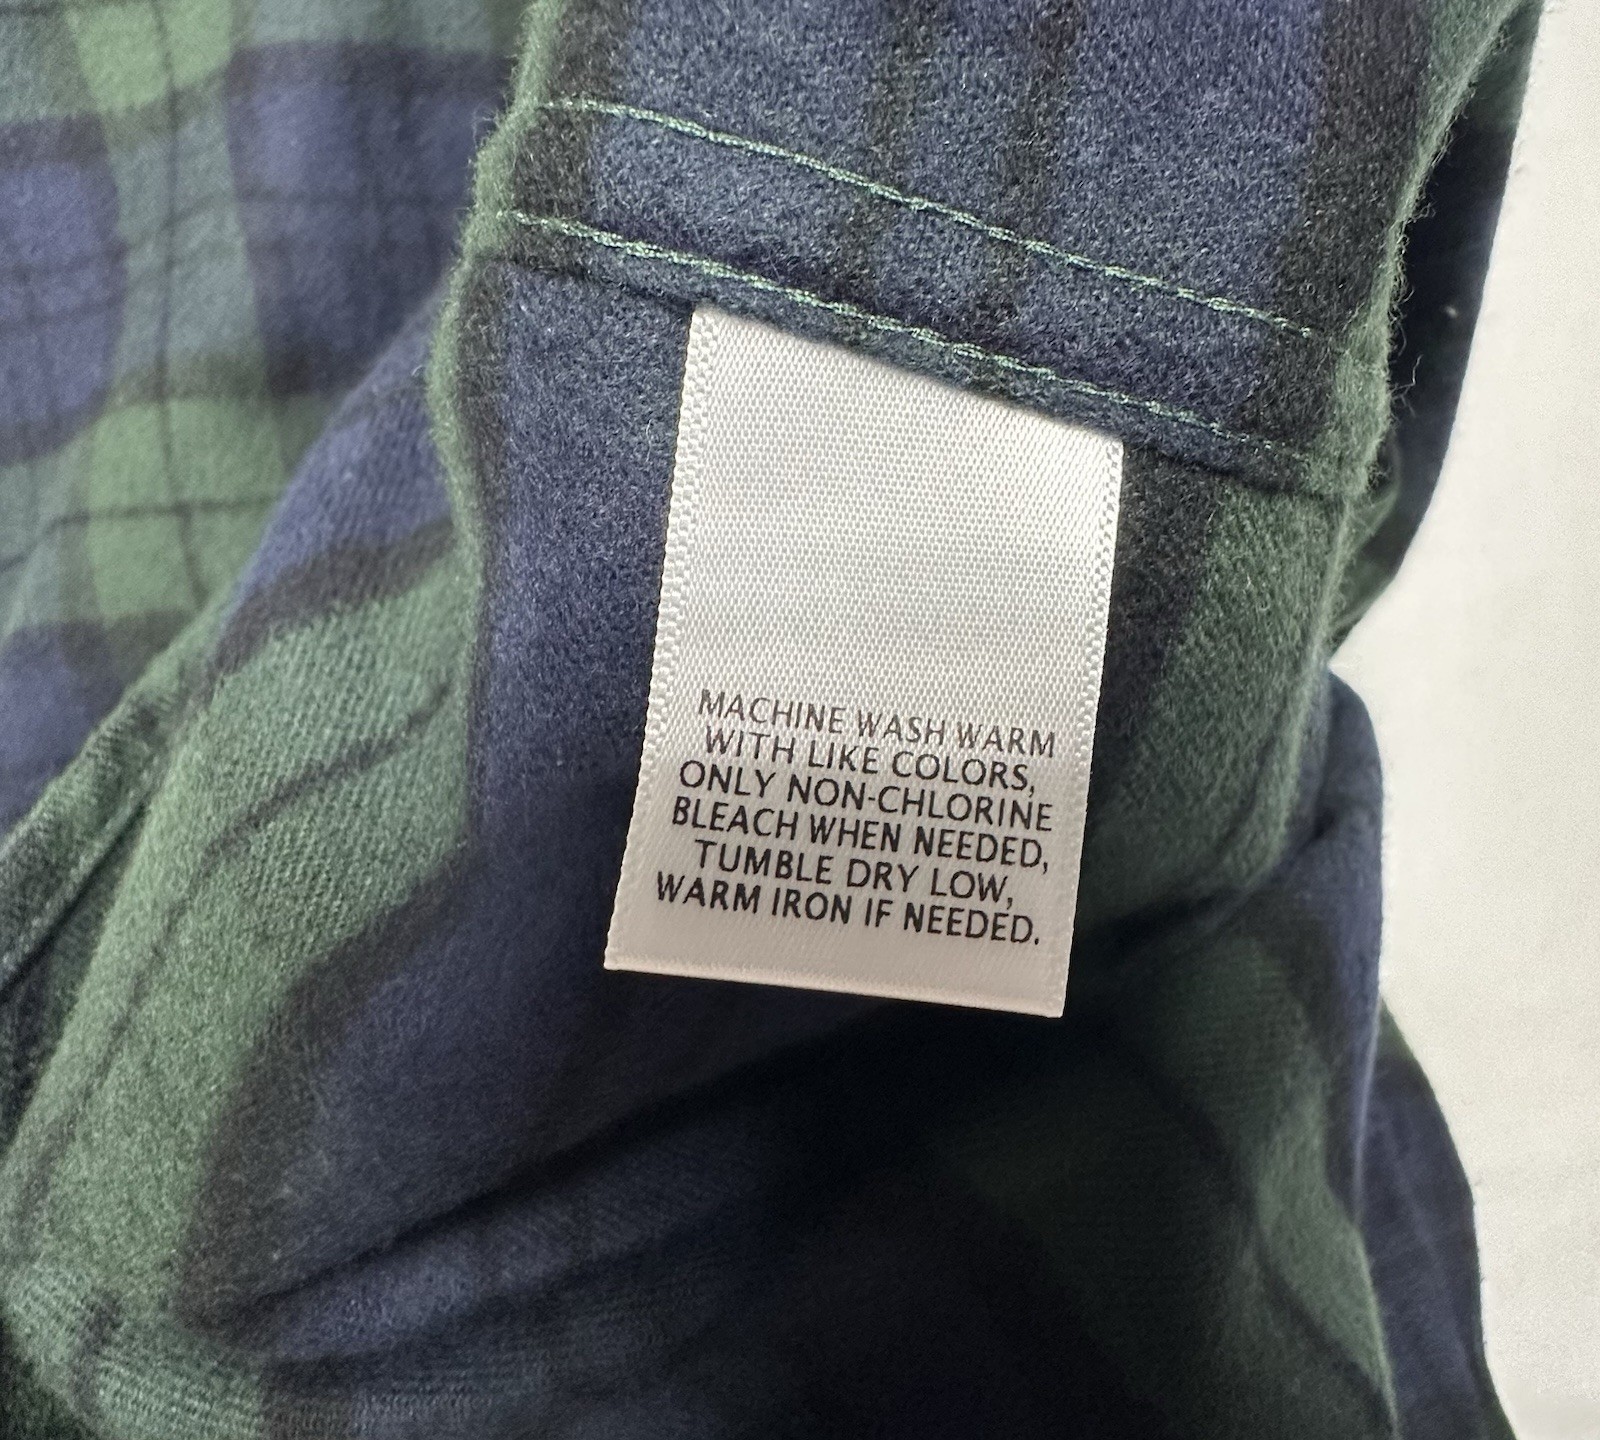 MACHINE WASH WARM
WITH LIKE COLORS,
ONLY NON-CHLORINE
BLEACH WHEN NEEDED,
TUMBLE DRY LOW,
WARM IRON IF NEEDED.